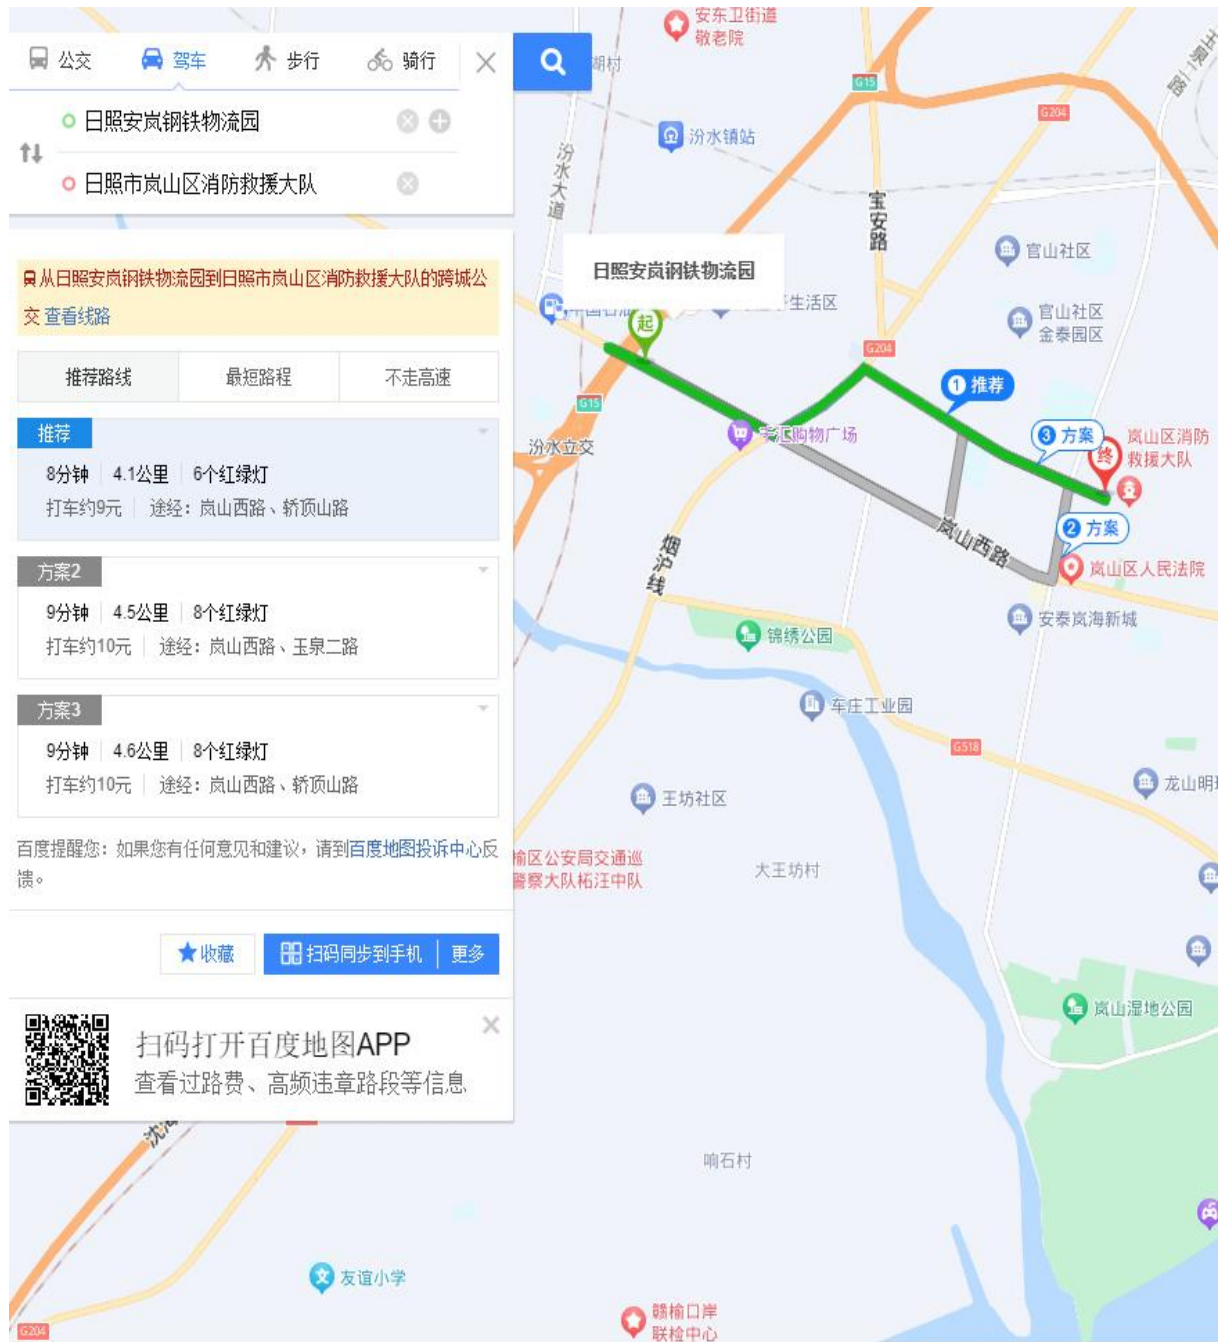 公交
驾车
步行
骑行
日照安岚钢铁物流园
日照市岚山区消防救援大队
从日照安岚钢铁物流园到日照市岚山区消防救援大队的跨城公
交 查看线路
推荐路线
最短路程
不走高速
推荐
8分钟 4.1公里 6个红绿灯
打车约9元 途经：岚山西路、轿顶山路
方案2
9分钟 4.5公里 8个红绿灯
打车约10元 途经：岚山西路、玉泉二路
方案3
9分钟 4.6公里 8个红绿灯
打车约10元 途经：岚山西路、轿顶山路
百度提醒您：如果您有任何意见和建议，请到百度地图投诉中心反
馈。
收藏
扫码同步到手机 更多
扫码打开百度地图APP
查看过路费、高频违章路段等信息
安东卫街道
敬老院
湖村
G15
G204
玉泉二路
汾水镇站
汾水大道
宝安路
官山社区
日照安岚钢铁物流园
生活区
官山社区
金泰园区
起
G204
1 推荐
G15
汾水立交
汇购物广场
3 方案
岚山区消防
救援大队
终
2 方案
岚山西路
烟沪线
岚山区人民法院
安泰岚海新城
锦绣公园
车庄工业园
G518
王坊社区
龙山明
榆区公安局交通巡
警察大队柘汪中队
大王坊村
岚山湿地公园
响石村
文
友谊小学
G204
赣榆口岸
联检中心